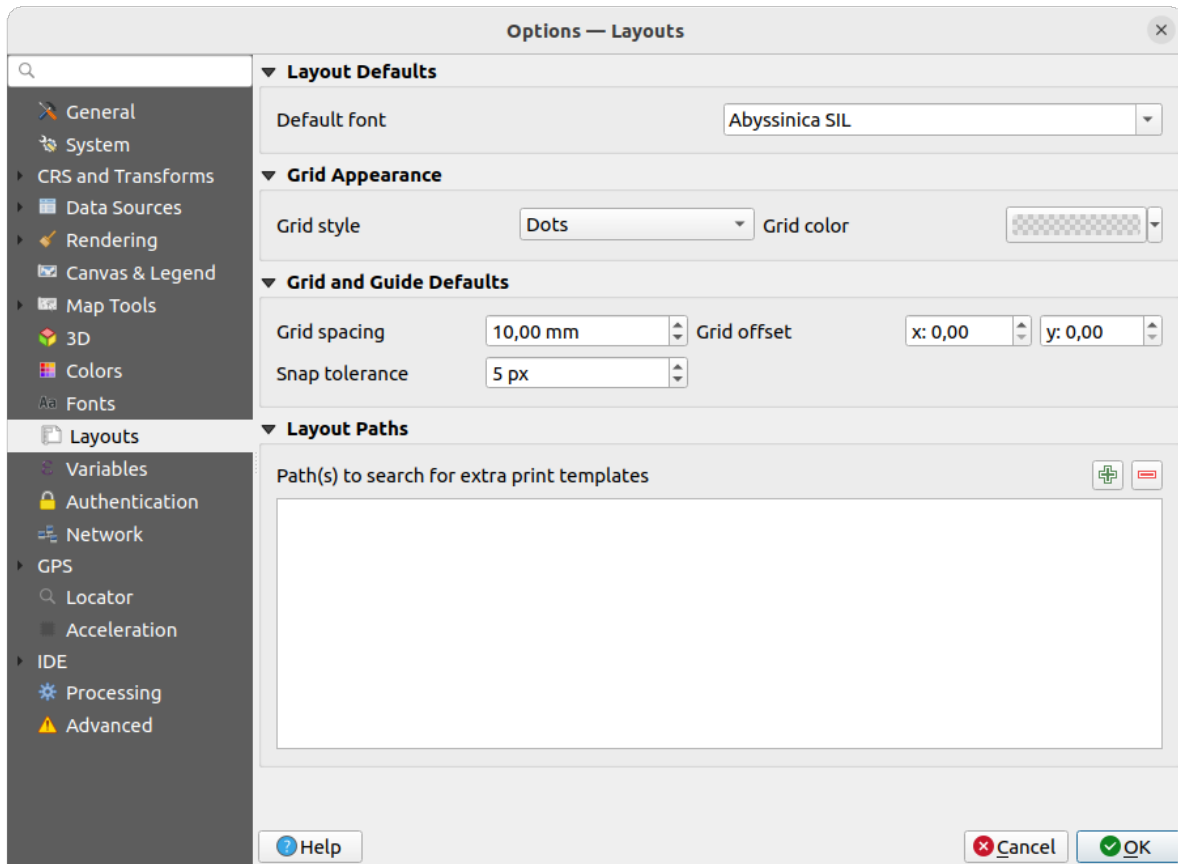 Options — Layouts
General
System
CRS and Transforms
Data Sources
Rendering
Canvas & Legend
Map Tools
3D
Colors
Aa Fonts
Layouts
Variables
Authentication
Network
GPS
Locator
Acceleration
IDE
Processing
Advanced
Layout Defaults
Default font Abyssinica SIL
Grid Appearance
Grid style Dots Grid color
Grid and Guide Defaults
Grid spacing 10,00 mm Grid offset x: 0,00 y: 0,00
Snap tolerance 5 px
Layout Paths
Path(s) to search for extra print templates
Help Cancel OK